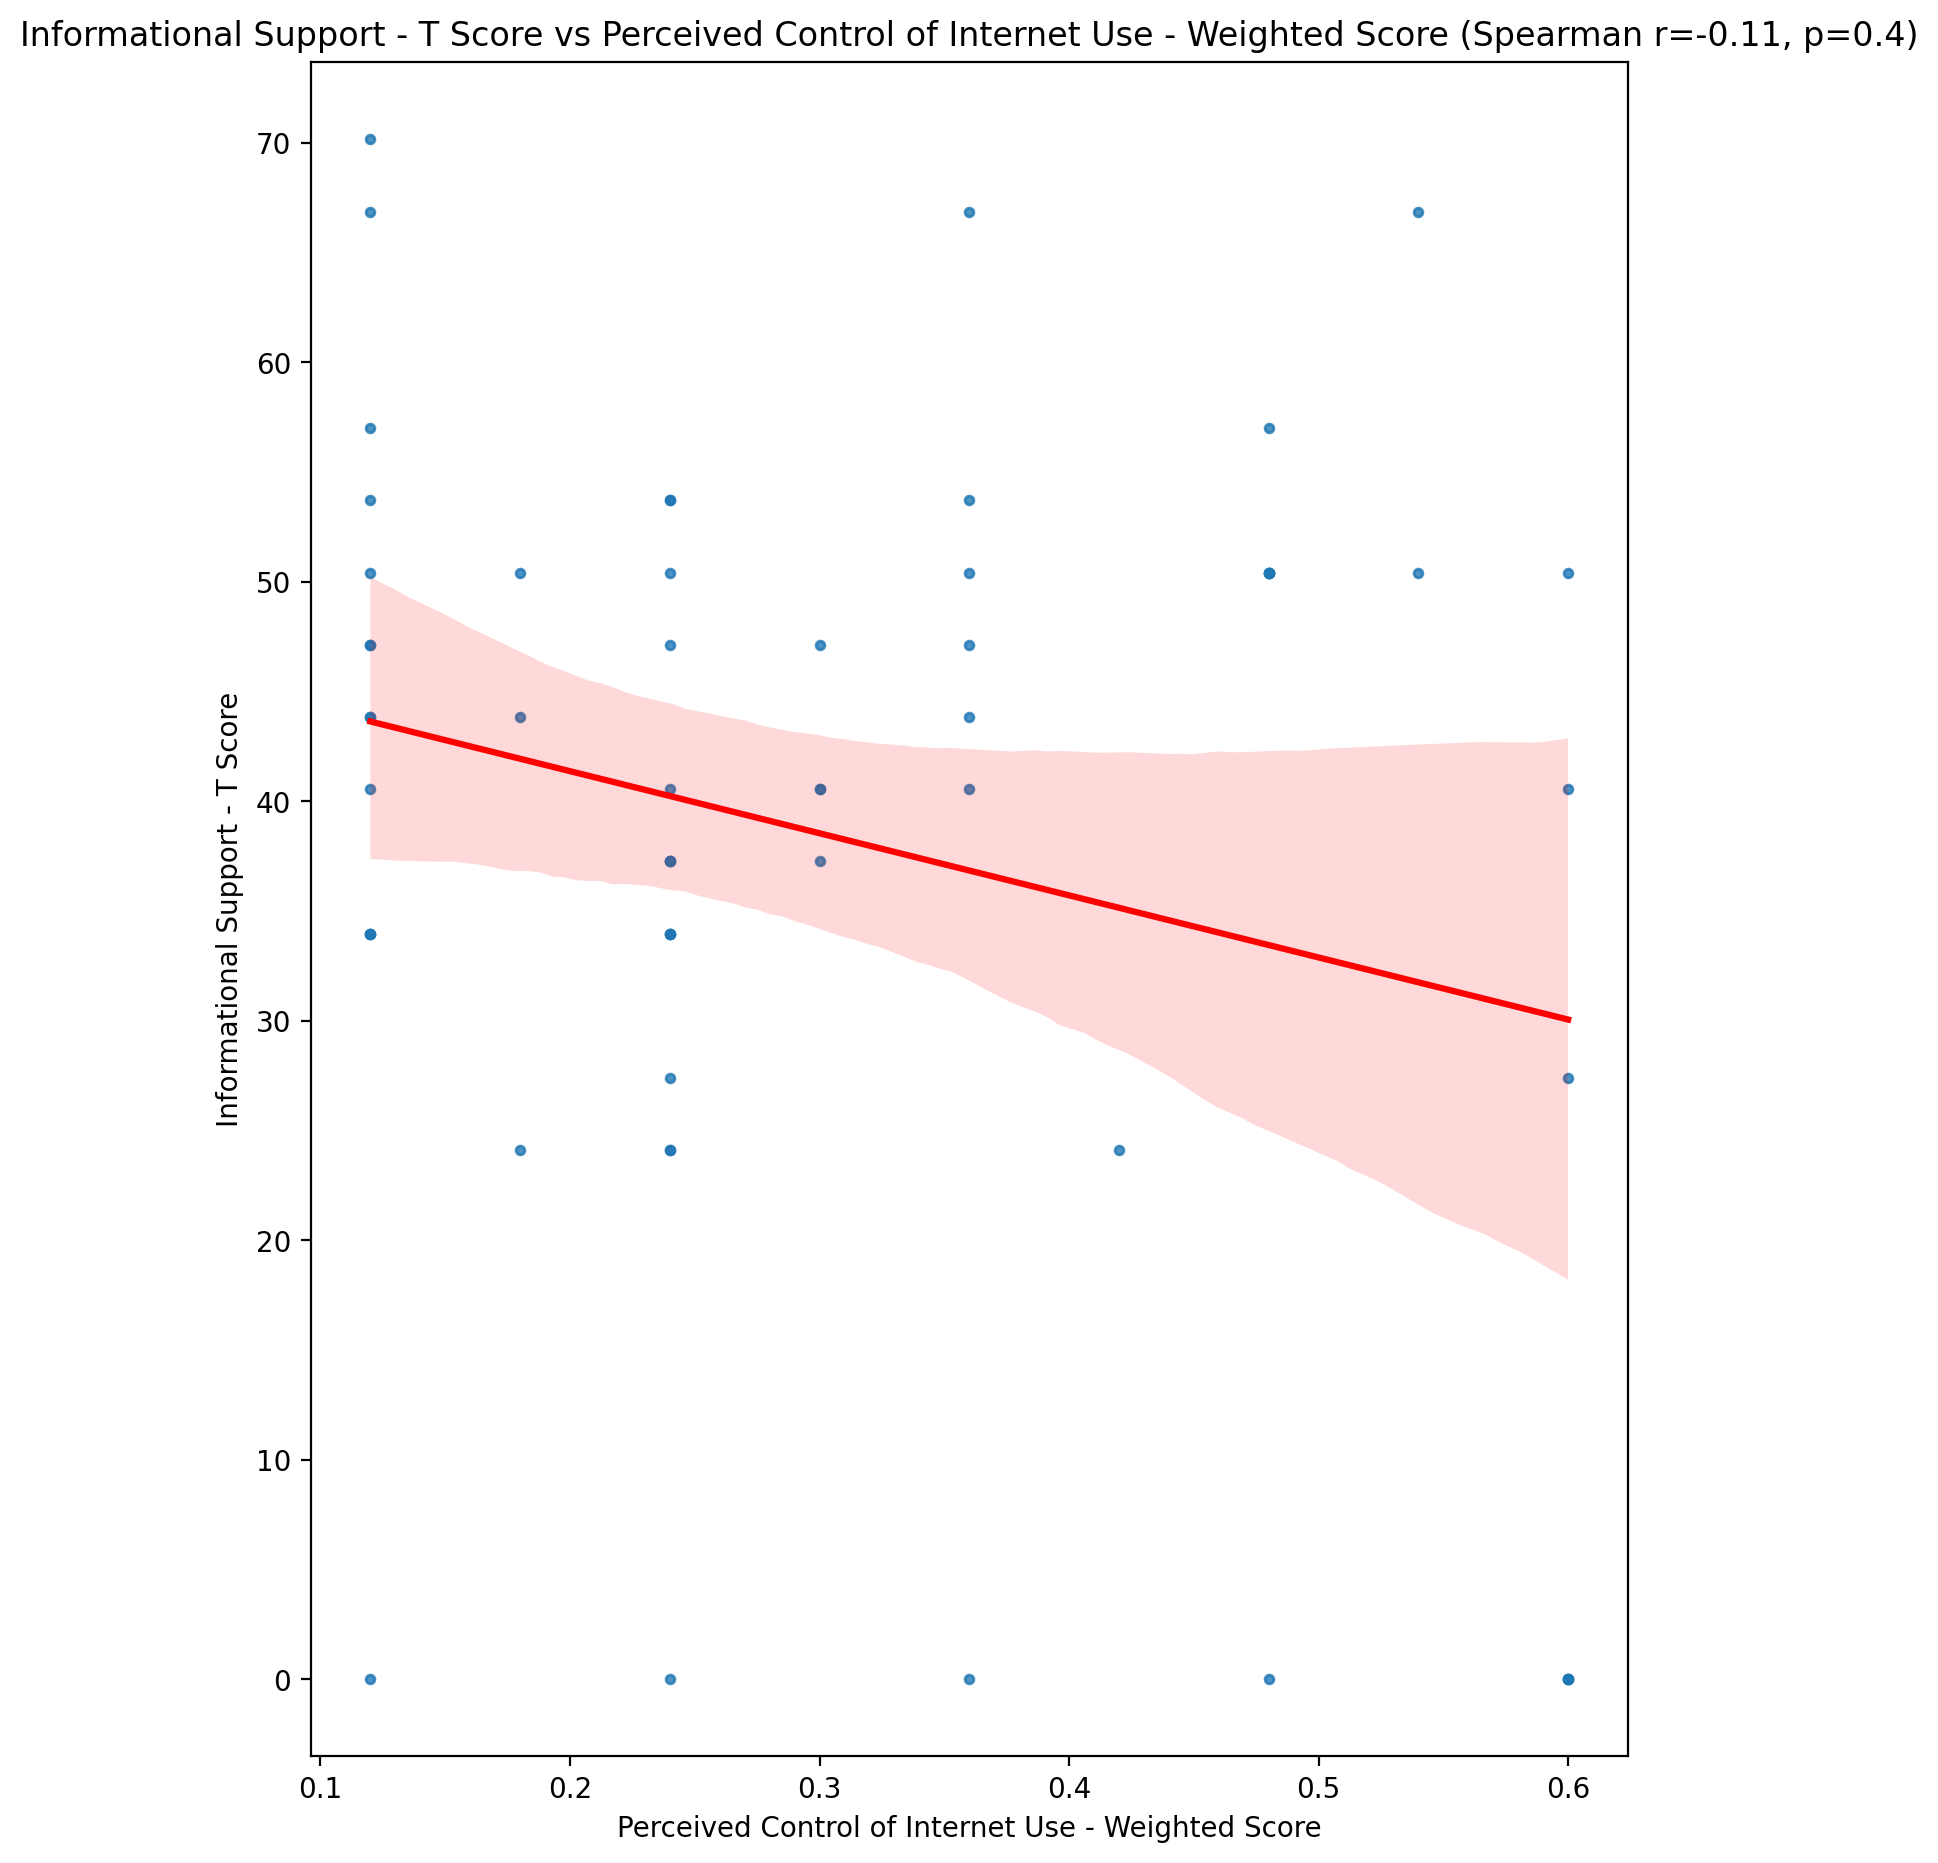 Informational Support - T Score vs Perceived Control of Internet Use - Weighted Score (Spearman r=-0.11, p=0.4)
70
60
50
40
30
20
10
0
Informational Support - T Score
0.1 0.2 0.3 0.4 0.5 0.6
Perceived Control of Internet Use - Weighted Score